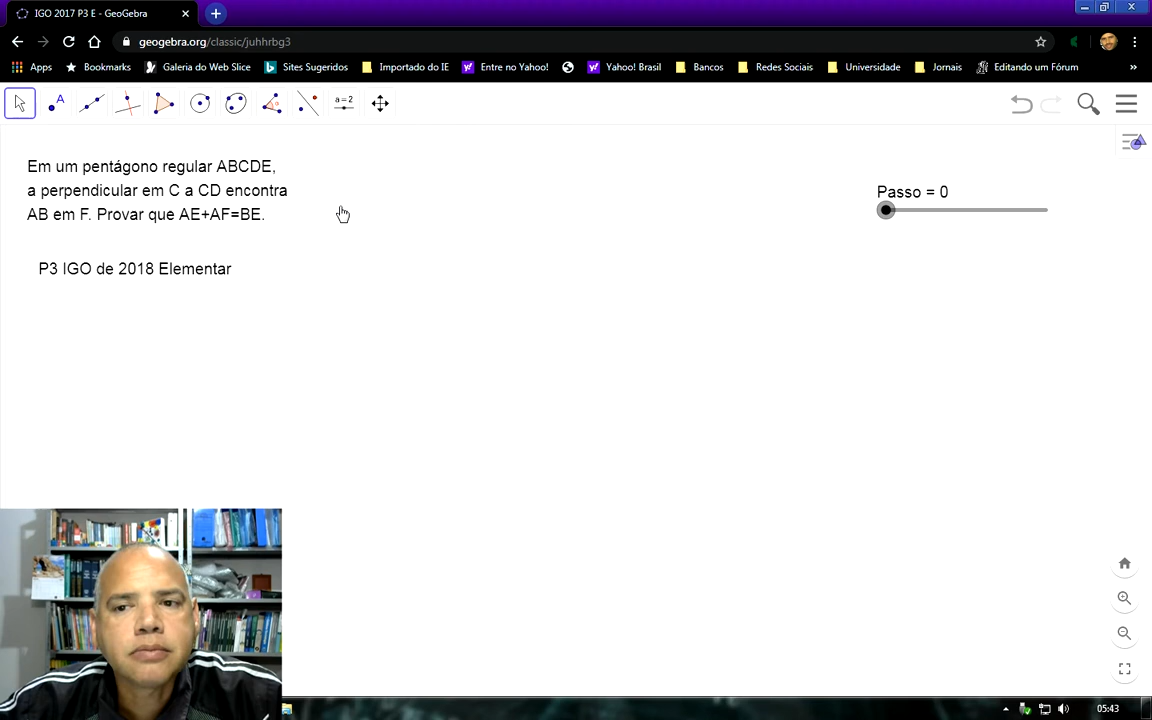 IGO 2017 P3 E - GeoGebra
geogebra.org/classic/juhhrbg3
Apps Bookmarks Galeria do Web Slice Sites Sugeridos Importado do IE Entre no Yahoo! Yahoo! Brasil Bancos Redes Sociais Universidade Jornais Editando um Fórum »
A
a=2
Em um pentágono regular ABCDE,
a perpendicular em C a CD encontra
AB em F. Provar que AE+AF=BE.
P3 IGO de 2018 Elementar
Passo = 0
05:43